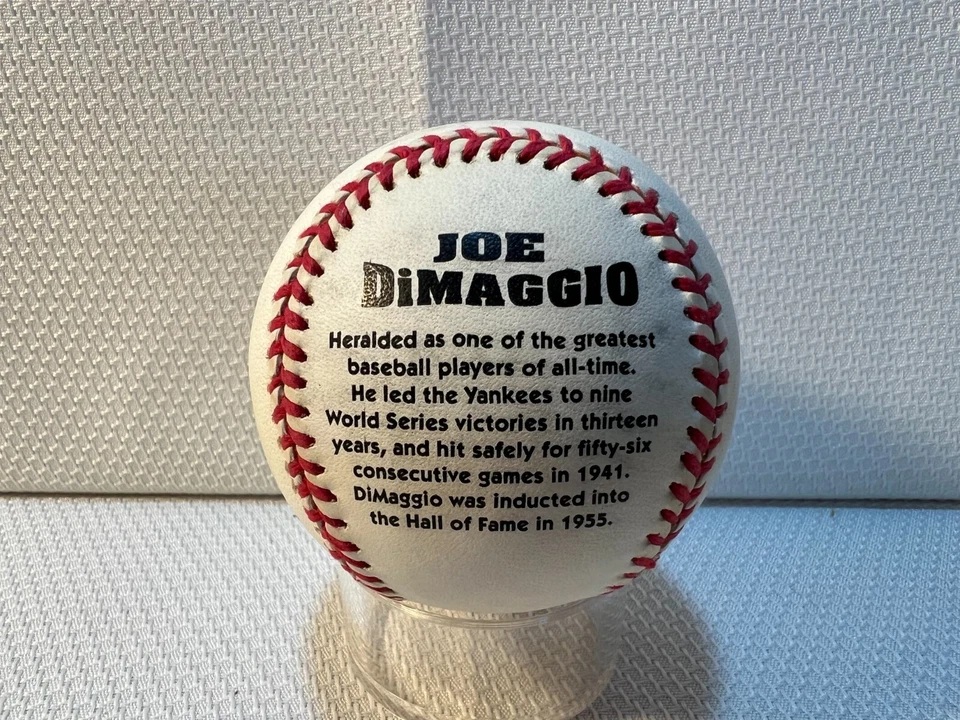 JOE
DiMAGGIO
Heralded as one of the greatest
baseball players of all-time.
He led the Yankees to nine
World Series victories in thirteen
years, and hit safely for fifty-six
consecutive games in 1941.
DiMaggio was inducted into
the Hall of Fame in 1955.